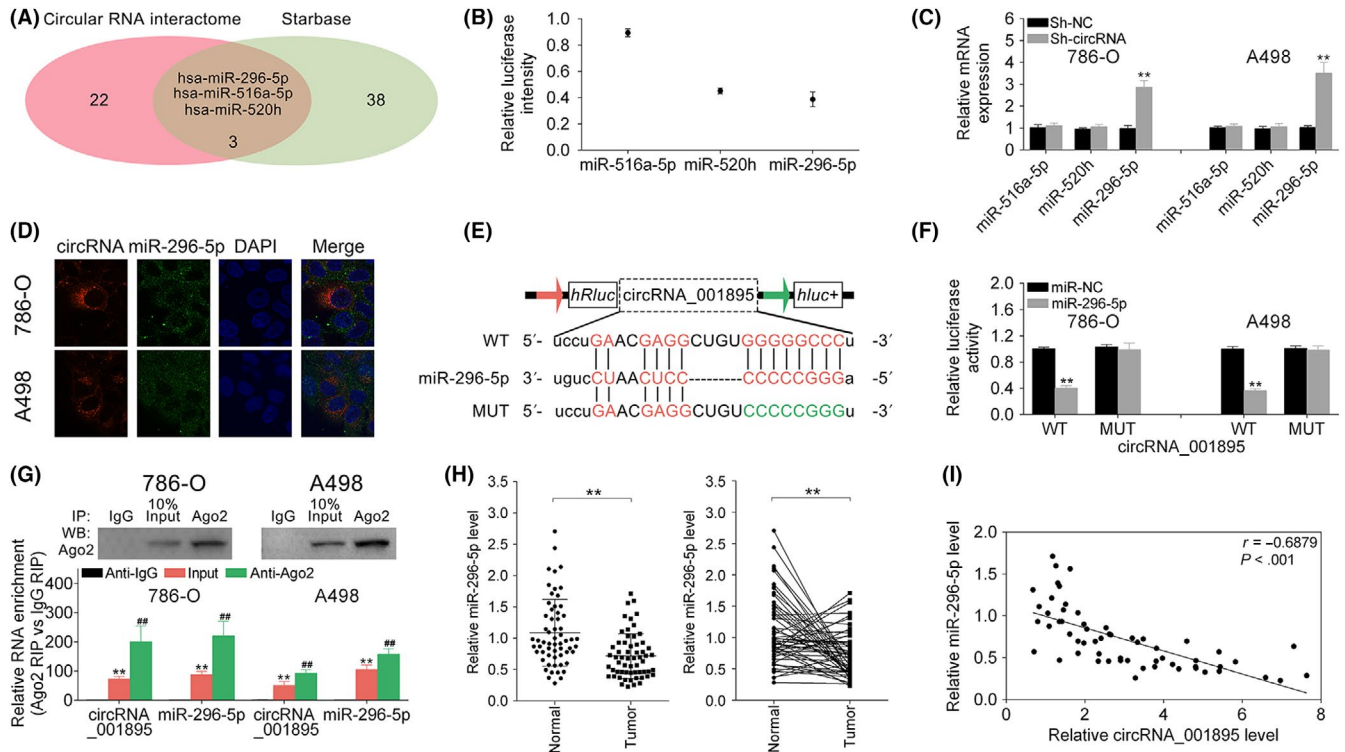 (A)
Circular RNA interactome
Starbase
22
hsa-miR-296-5p
hsa-miR-516a-5p
hsa-miR-520h
3
38
(B)
Relative luciferase
intensity
1.0
0.8
0.6
0.4
0.2
0.0
miR-516a-5p
miR-520h
miR-296-5p
(C)
Relative mRNA
expression
6
5
4
3
2
1
0
Sh-NC
Sh-circRNA
786-O
A498
**
**
miR-516a-5p
miR-520h
miR-296-5p
miR-516a-5p
miR-520h
miR-296-5p
(D)
circRNA miR-296-5p DAPI Merge
786-O
A498
(E)
hRluc
circRNA_001895
hluc+
WT 5′- uccuGAACGAGGCUGUGGGGGCCCu -3′
miR-296-5p 3′- ugucCUAACUCC-------CCCCCGGGa -5′
MUT 5′- uccuGAACGAGGCUGUCCCCCGGGu -3′
(F)
Relative luciferase
activity
2.0
1.6
1.2
0.8
0.4
0.0
miR-NC
miR-296-5p
786-O
A498
**
**
WT
MUT
WT
MUT
circRNA_001895
(G)
786-O
A498
IP: IgG 10% Input Ago2
IgG 10% Input Ago2
WB:
Ago2
Relative RNA enrichment
(Ago2 RIP vs IgG RIP)
400
300
200
100
0
Anti-IgG
Input
Anti-Ago2
786-O
A498
**
##
**
##
**
##
**
##
circRNA
_001895
miR-296-5p
circRNA
_001895
miR-296-5p
(H)
Relative miR-296-5p level
3.5
3.0
2.5
2.0
1.5
1.0
0.5
0.0
**
Normal
Tumor
Relative miR-296-5p level
3.5
3.0
2.5
2.0
1.5
1.0
0.5
0.0
**
Normal
Tumor
(I)
Relative miR-296-5p level
2.0
1.5
1.0
0.5
0.0
r = −0.6879
P < .001
0
2
4
6
8
Relative circRNA_001895 level